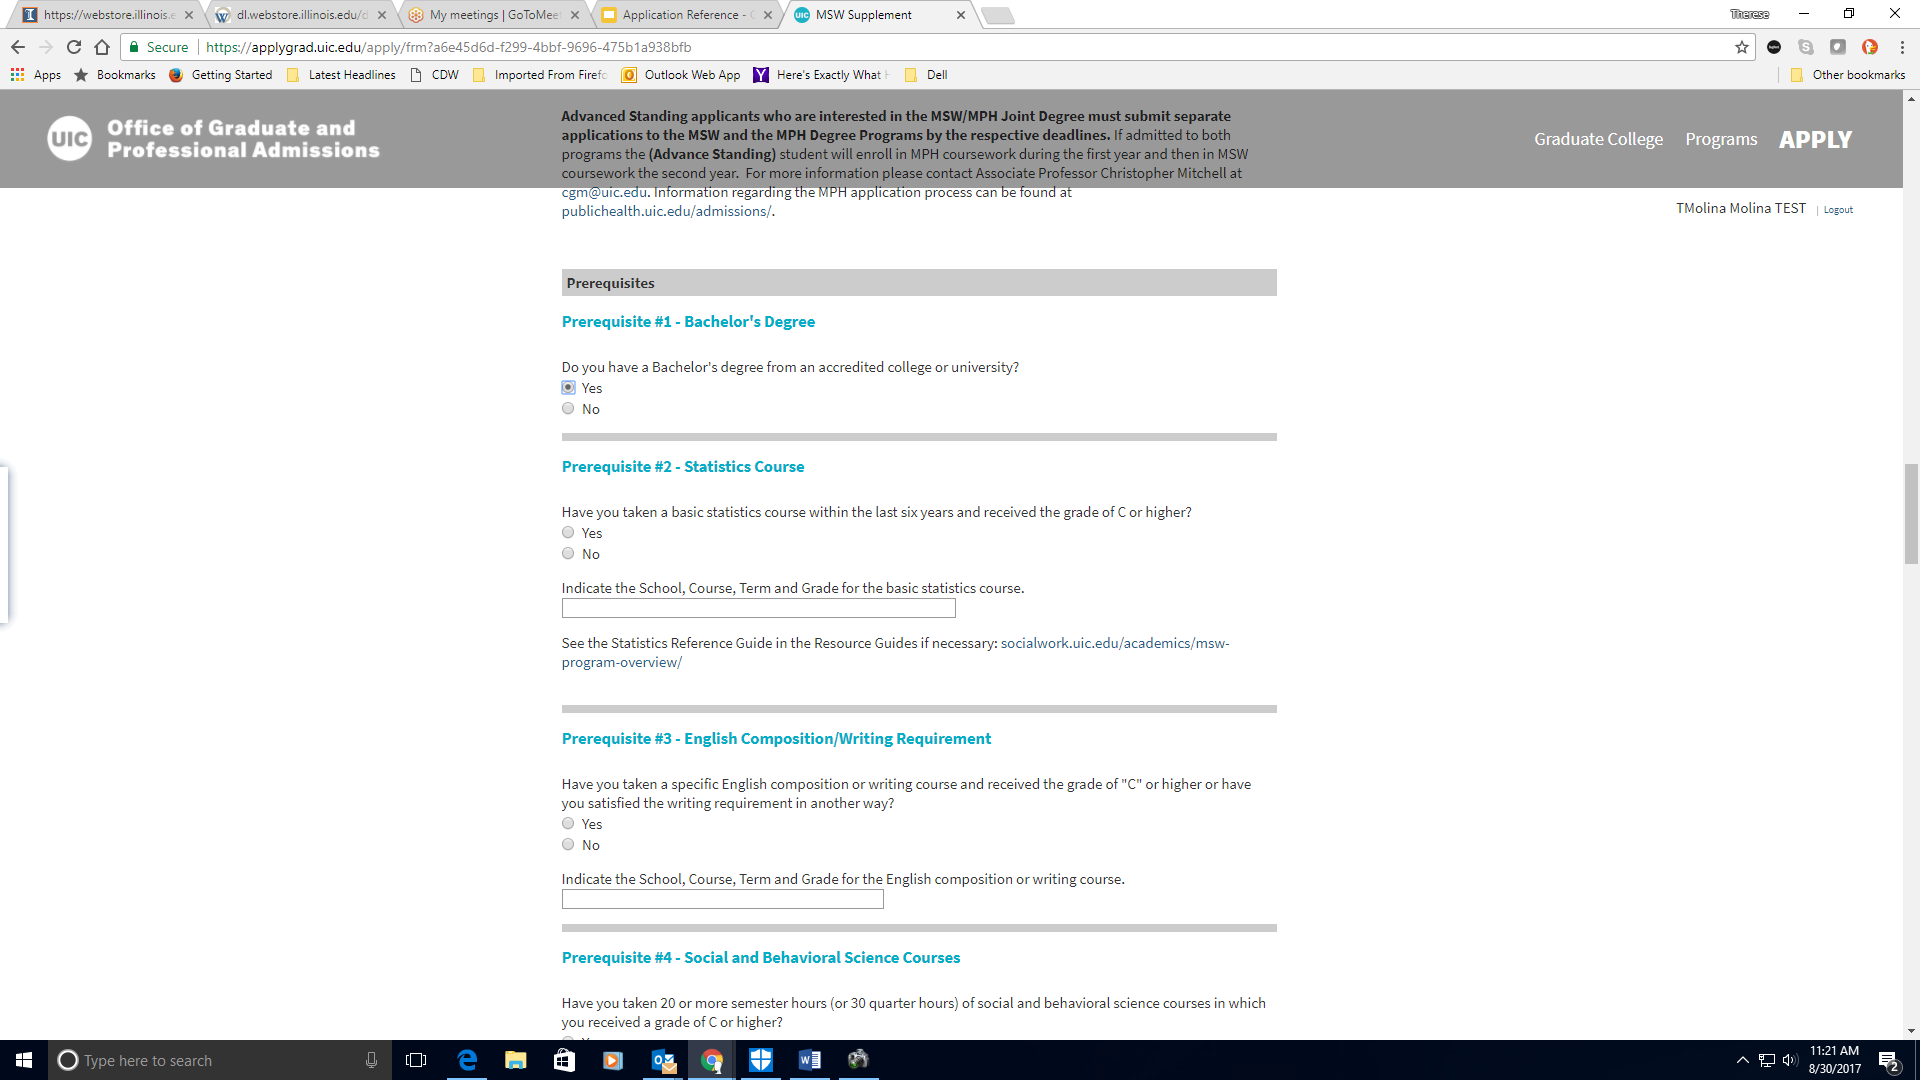 https://webstore.illinois.e
dl.webstore.illinois.edu/d
My meetings | GoToMee
Application Reference -
MSW Supplement
Therese
Secure
https://applygrad.uic.edu/apply/frm?a6e45d6d-f299-4bbf-9696-475b1a938bfb
Apps
Bookmarks
Getting Started
Latest Headlines
CDW
Imported From Firefo
Outlook Web App
Here's Exactly What H
Dell
Other bookmarks
UIC
Office of Graduate and
Professional Admissions
Graduate College
Programs
APPLY
TMolina Molina TEST | Logout
Advanced Standing applicants who are interested in the MSW/MPH Joint Degree must submit separate
applications to the MSW and the MPH Degree Programs by the respective deadlines. If admitted to both
programs the (Advance Standing) student will enroll in MPH coursework during the first year and then in MSW
coursework the second year. For more information please contact Associate Professor Christopher Mitchell at
cgm@uic.edu. Information regarding the MPH application process can be found at
publichealth.uic.edu/admissions/.
Prerequisites
Prerequisite #1 - Bachelor's Degree
Do you have a Bachelor's degree from an accredited college or university?
Yes
No
Prerequisite #2 - Statistics Course
Have you taken a basic statistics course within the last six years and received the grade of C or higher?
Yes
No
Indicate the School, Course, Term and Grade for the basic statistics course.
See the Statistics Reference Guide in the Resource Guides if necessary: socialwork.uic.edu/academics/msw-
program-overview/
Prerequisite #3 - English Composition/Writing Requirement
Have you taken a specific English composition or writing course and received the grade of "C" or higher or have
you satisfied the writing requirement in another way?
Yes
No
Indicate the School, Course, Term and Grade for the English composition or writing course.
Prerequisite #4 - Social and Behavioral Science Courses
Have you taken 20 or more semester hours (or 30 quarter hours) of social and behavioral science courses in which
you received a grade of C or higher?
Type here to search
11:21 AM
8/30/2017
2